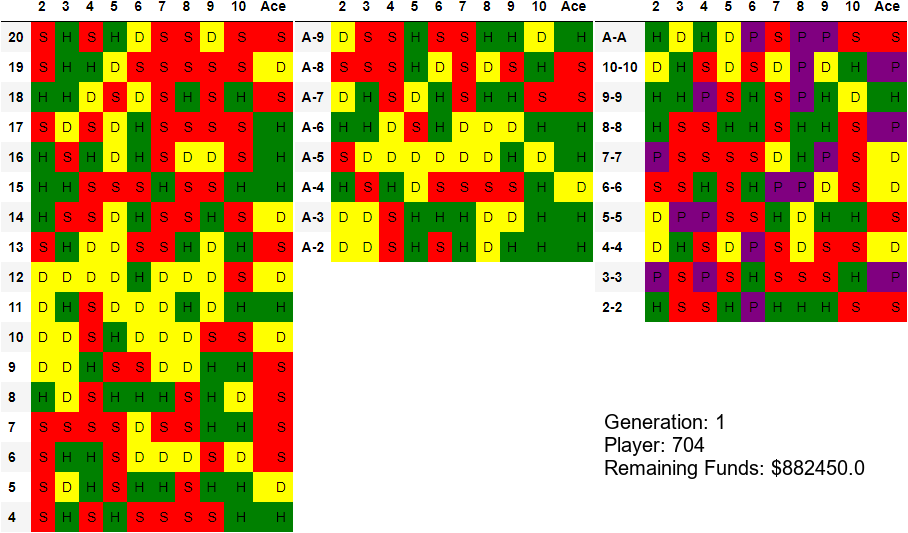 2 3 4 5 6 7 8 9 10 Ace
20 S H S H D S S D S S
19 S H H D S S S S S D
18 H H D S D S H S H S
17 S D S D H S S S S H
16 H S H D H S D D S H
15 H H S S S H S S H H
14 H S S D H S S H S D
13 S H D D S S H D H S
12 D D D D H D D D S D
11 D H S D D D H D H H
10 D D S H D D D S S D
9 D D H S S D D H H S
8 H D S H H H S H D S
7 S S S S D S S H H S
6 S H H S D D D S D S
5 S D H S H H S H H D
4 S H S H S S S S H H
2 3 4 5 6 7 8 9 10 Ace
A-9 D S S H S S H H D H
A-8 S S S H D S D S H S
A-7 D H S D H S H H S S
A-6 H H D S H D D D H H
A-5 S D D D D D D H D H
A-4 H S H D S S S S H D
A-3 D D S H H H D D H H
A-2 D D S H S H D H H H
2 3 4 5 6 7 8 9 10 Ace
A-A H D H D P S P P S S
10-10 D H S D S D P D H P
9-9 H H P S H S P H D H
8-8 H S S H H S H H S P
7-7 P S S S S D H P S D
6-6 S S H S H P P D S D
5-5 D P P S S H D H H S
4-4 D H S D P S D S S D
3-3 P S P S H S S S H P
2-2 H S S H P H H H S S
Generation: 1
Player: 704
Remaining Funds: $882450.0